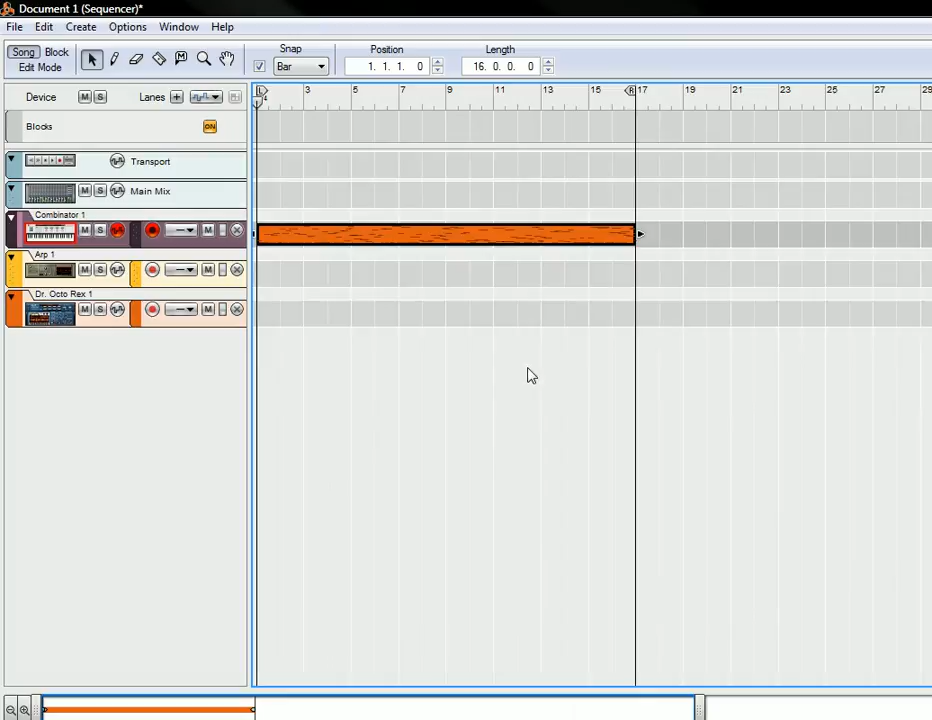 Document 1 (Sequencer)*
File Edit Create Options Window Help
Song Block
Edit Mode
Snap
Bar
Position
1. 1. 1. 0
Length
16. 0. 0. 0
Device M S Lanes +
L 3 5 7 9 11 13 15 R 17 19 21 23 25 27 29
4
Blocks ON
Transport
M S Main Mix
Combinator 1
M S M
Arp 1
M S M
Dr. Octo Rex 1
M S M